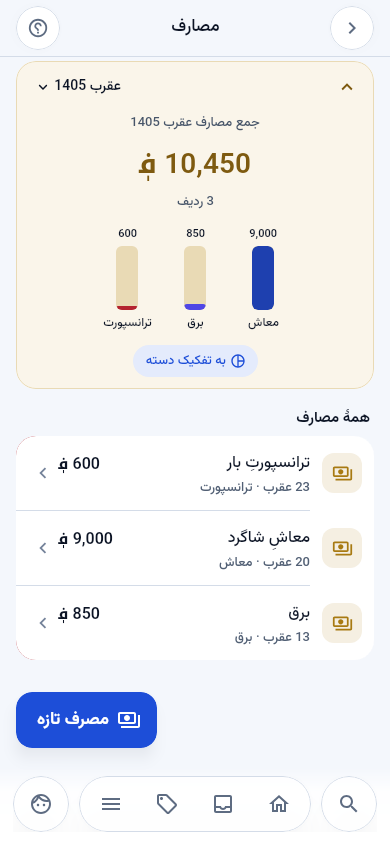 مصارف
عقرب 1405
جمع مصارف عقرب 1405
10,450 ؋
3 ردیف
9,000 850 600
معاش برق ترانسپورت
به تفکیک دسته
همهٔ مصارف
ترانسپورتِ بار 600 ؋
23 عقرب · ترانسپورت
معاشِ شاگرد 9,000 ؋
20 عقرب · معاش
برق 850 ؋
13 عقرب · برق
مصرف تازه